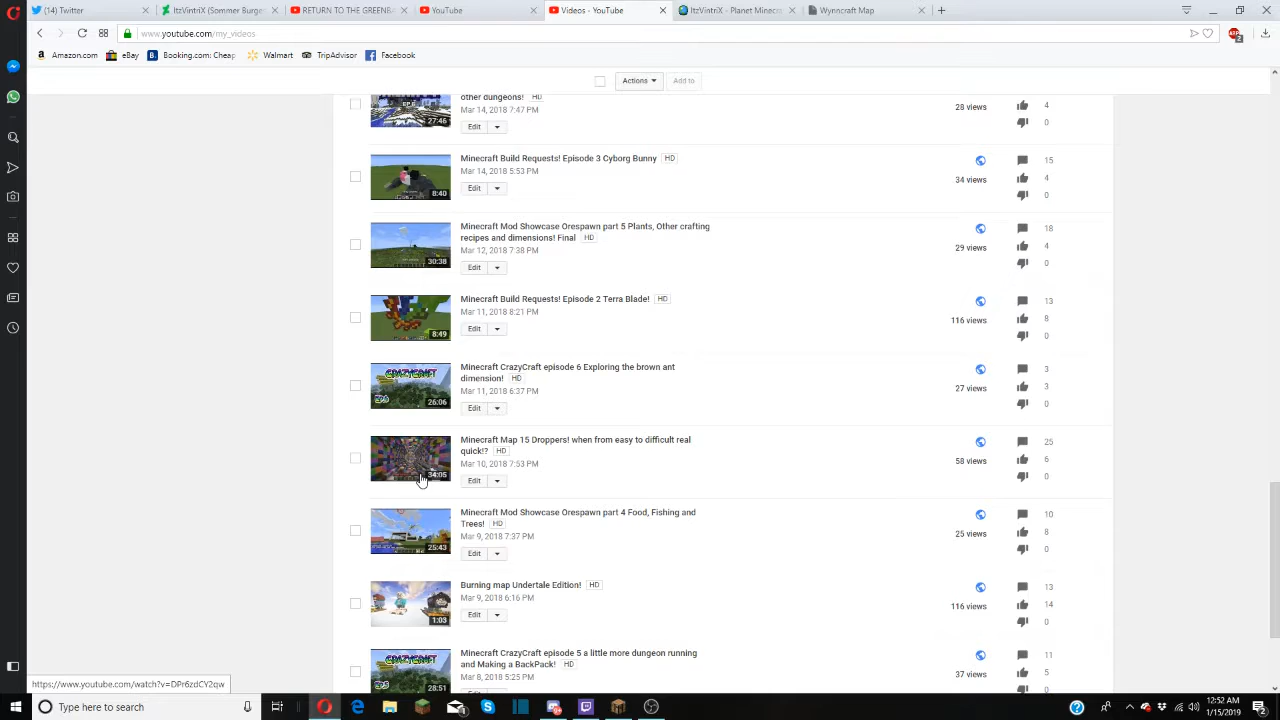 (Twitter
ItzVintriX (Sommer Burge
RETURN TO THE GREENBA
YouTube
Videos - YouTube
ItzVintriX - Planet Minecr
Wynncraft Map
www.youtube.com/my_videos
Amazon.com
eBay
Booking.com: Cheap
Walmart
TripAdvisor
Facebook
Actions
Add to
other dungeons! HD
Mar 14, 2018 7:47 PM
28 views
4
27:46
Edit
0
Minecraft Build Requests! Episode 3 Cyborg Bunny HD
15
Mar 14, 2018 5:53 PM
34 views
4
8:40
Edit
0
Minecraft Mod Showcase Orespawn part 5 Plants, Other crafting
18
recipes and dimensions! Final HD
Mar 12, 2018 7:38 PM
29 views
4
30:38
Edit
0
Minecraft Build Requests! Episode 2 Terra Blade! HD
13
Mar 11, 2018 8:21 PM
116 views
8
8:49
Edit
0
Minecraft CrazyCraft episode 6 Exploring the brown ant
3
CRAZYCRAFT
dimension! HD
Mar 11, 2018 6:37 PM
27 views
3
26:06
Edit
0
Minecraft Map 15 Droppers! when from easy to difficult real
25
quick!? HD
Mar 10, 2018 7:53 PM
58 views
6
34:05
Edit
0
Minecraft Mod Showcase Orespawn part 4 Food, Fishing and
10
Trees! HD
Mar 9, 2018 7:37 PM
25 views
8
25:43
Edit
0
Burning map Undertale Edition! HD
13
Mar 9, 2018 6:16 PM
116 views
14
1:03
Edit
0
Minecraft CrazyCraft episode 5 a little more dungeon running
11
CRAZYCRAFT
and Making a BackPack! HD
Mar 8, 2018 5:25 PM
37 views
5
28:51
0
https://www.youtube.com/watch?v=DPr6zdCY2qw
Type here to search
12:52 AM
1/15/2019